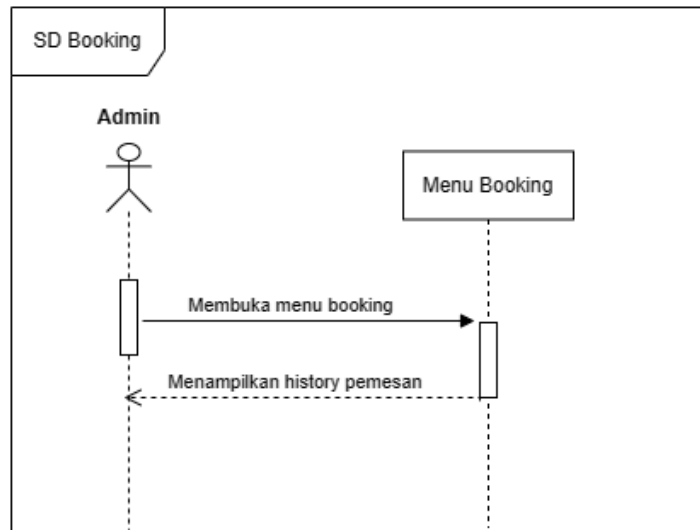 SD Booking
Admin
Menu Booking
Membuka menu booking
Menampilkan history pemesan